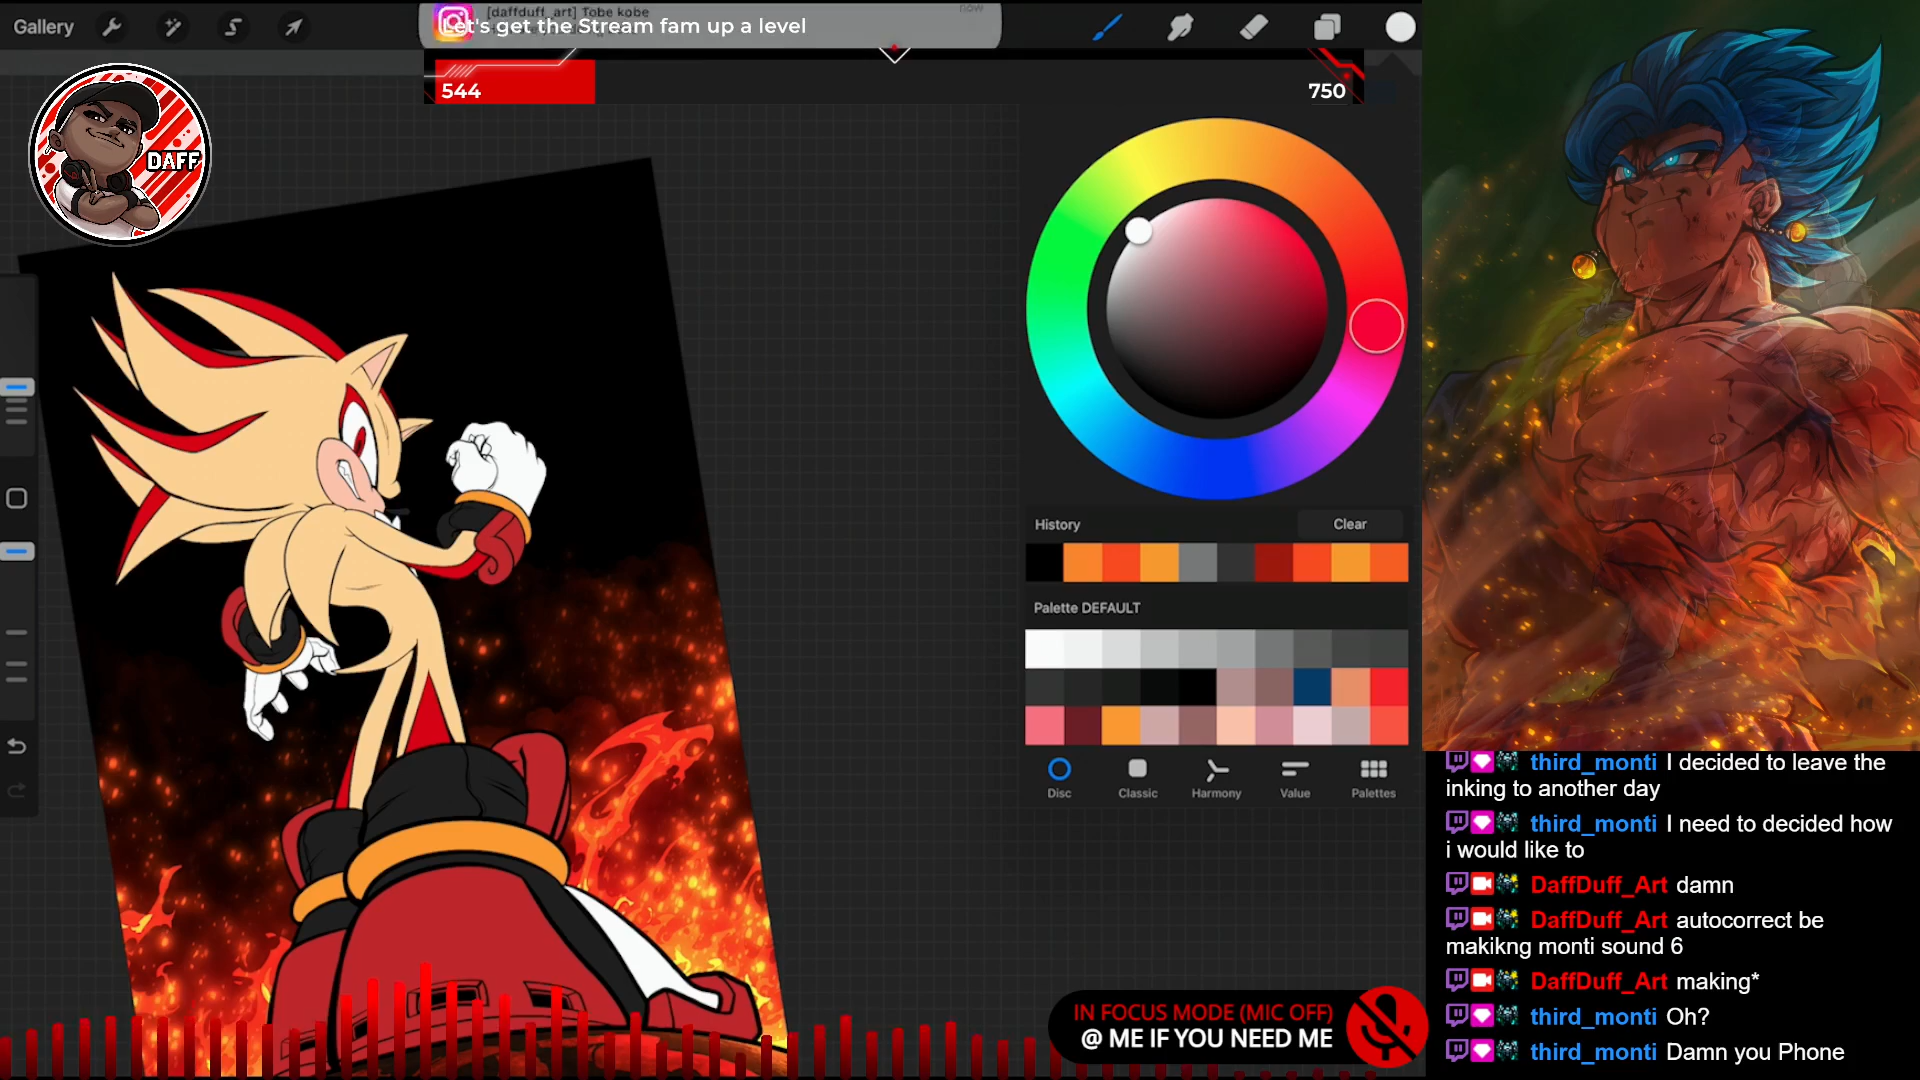 Gallery
[daffduff_art] Tobe kobe
now
Let's get the Stream fam up a level
544
750
DAFF
History
Clear
Palette DEFAULT
Disc
Classic
Harmony
Value
Palettes
IN FOCUS MODE (MIC OFF)
@ ME IF YOU NEED ME
third_monti I decided to leave the
inking to another day
third_monti I need to decided how
i would like to
DaffDuff_Art damn
DaffDuff_Art autocorrect be
makikng monti sound 6
DaffDuff_Art making*
third_monti Oh?
third_monti Damn you Phone